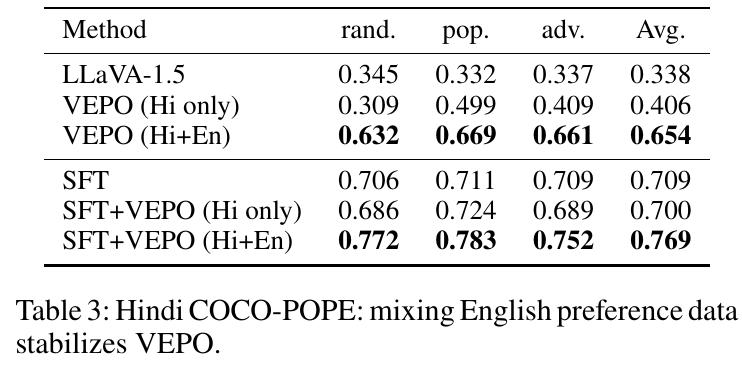 Method rand. pop. adv. Avg.
LLaVA-1.5 0.345 0.332 0.337 0.338
VEPO (Hi only) 0.309 0.499 0.409 0.406
VEPO (Hi+En) 0.632 0.669 0.661 0.654
SFT 0.706 0.711 0.709 0.709
SFT+VEPO (Hi only) 0.686 0.724 0.689 0.700
SFT+VEPO (Hi+En) 0.772 0.783 0.752 0.769
Table 3: Hindi COCO-POPE: mixing English preference data
stabilizes VEPO.